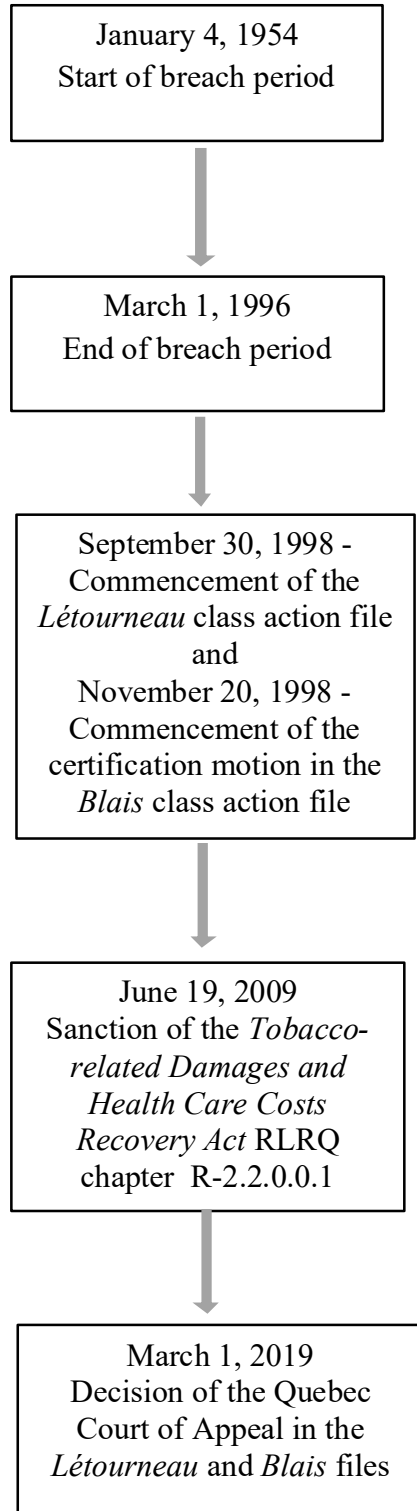 January 4, 1954
Start of breach period
March 1, 1996
End of breach period
September 30, 1998 -
Commencement of the
Létourneau class action file
and
November 20, 1998 -
Commencement of the
certification motion in the
Blais class action file
June 19, 2009
Sanction of the Tobacco-
related Damages and
Health Care Costs
Recovery Act RLRQ
chapter R-2.2.0.0.1
March 1, 2019
Decision of the Quebec
Court of Appeal in the
Létourneau and Blais files